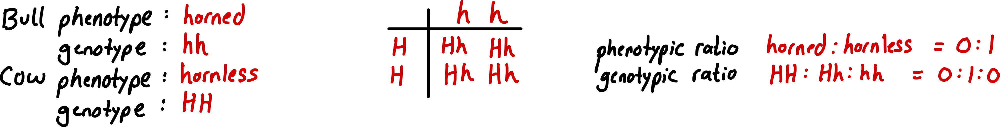 Bull phenotype : horned
genotype : hh
Cow phenotype : hornless
genotype : HH
h h
H Hh Hh
H Hh Hh
phenotypic ratio horned : hornless = 0 : 1
genotypic ratio HH : Hh : hh = 0 : 1 : 0